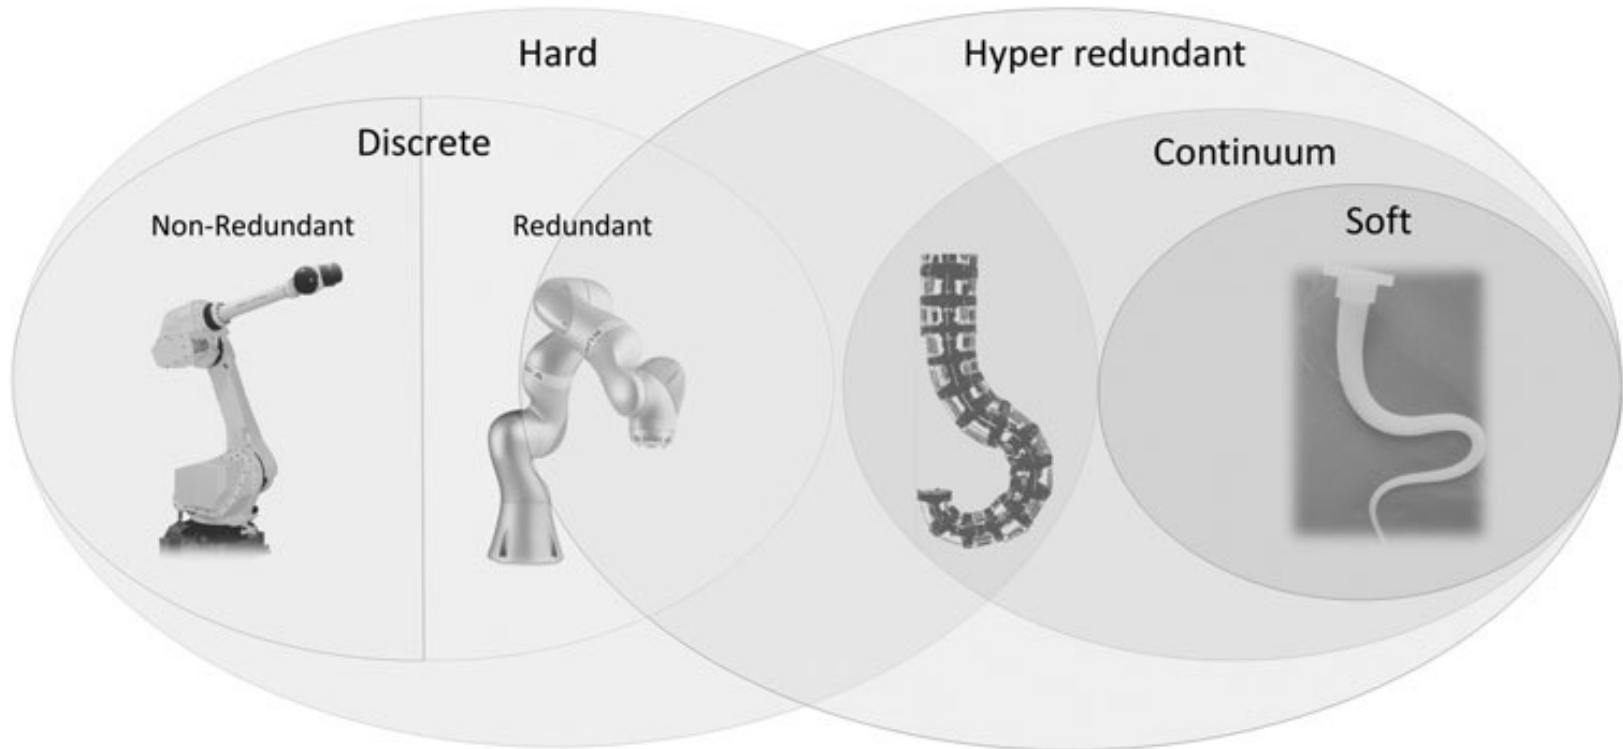 Hard
Hyper redundant
Discrete
Continuum
Non-Redundant
Redundant
Soft